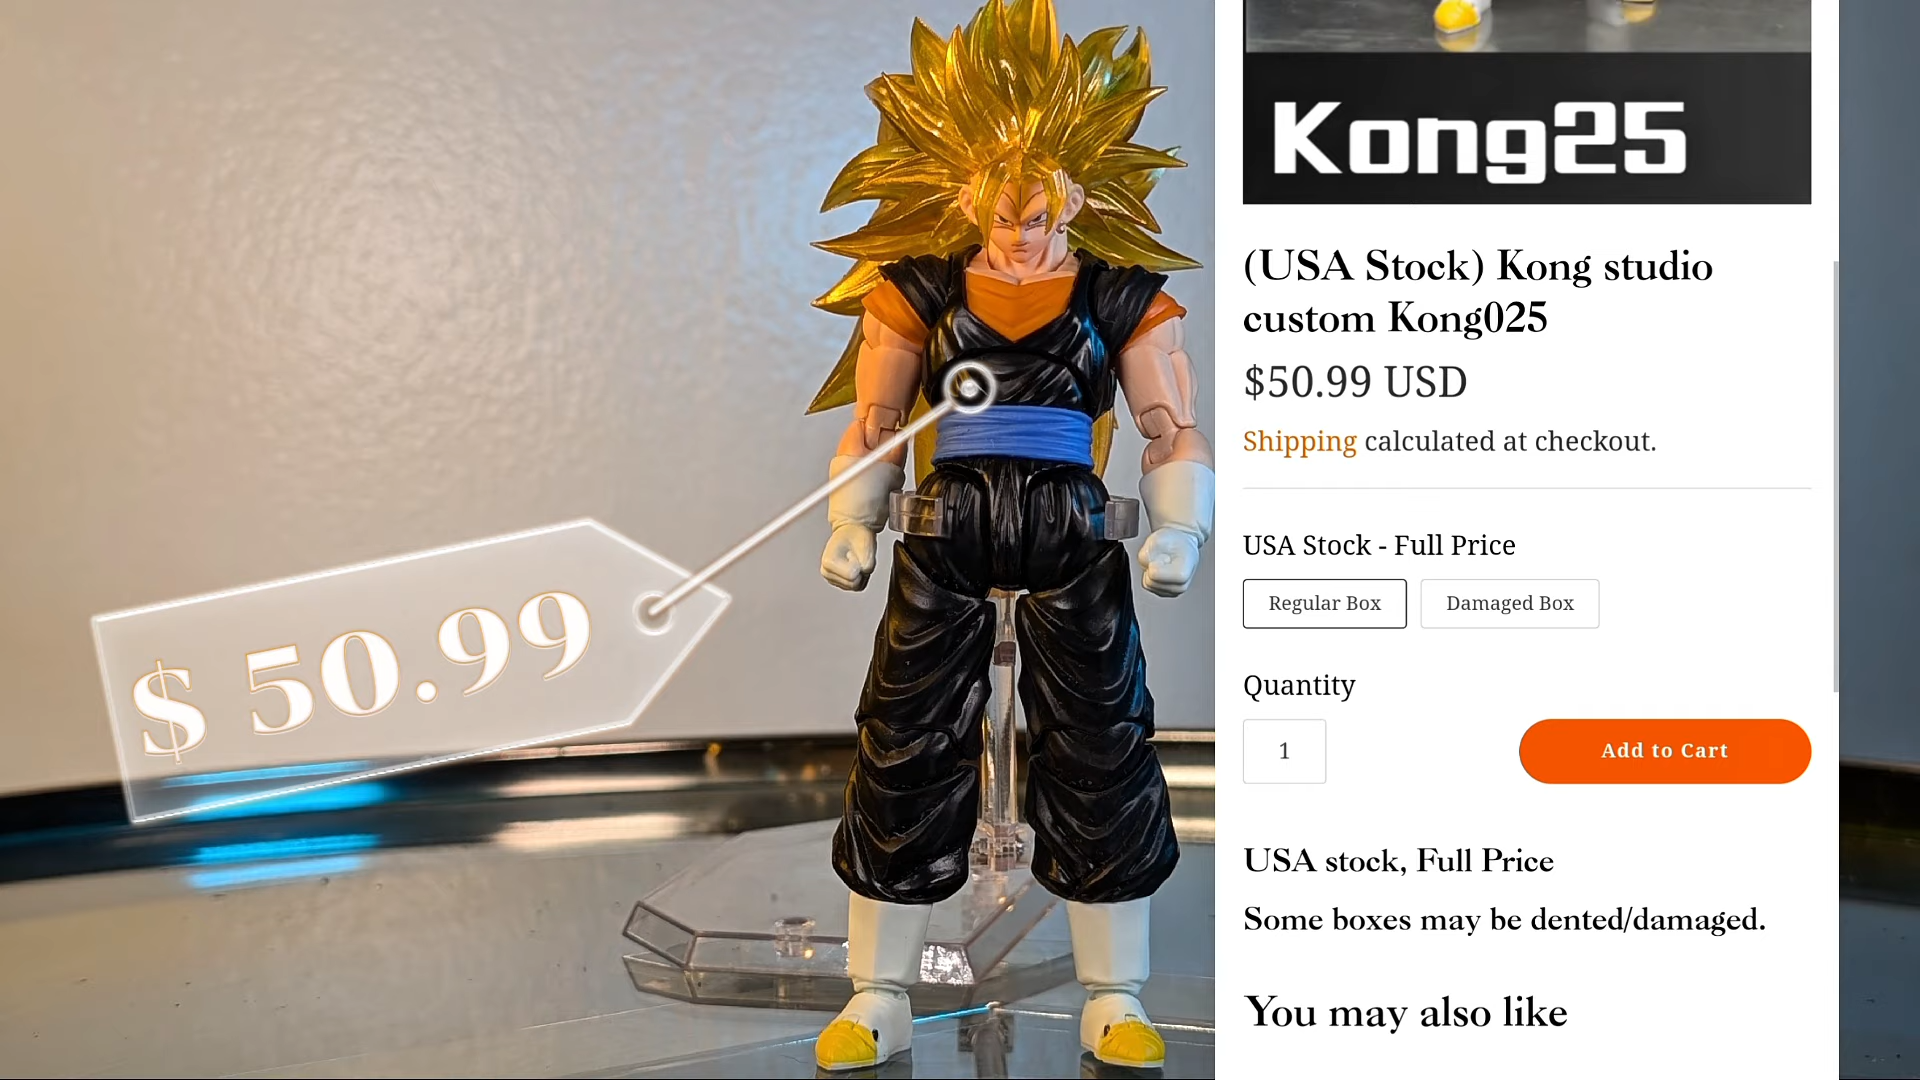 $ 50.99
Kong25
(USA Stock) Kong studio
custom Kong025
$50.99 USD
Shipping calculated at checkout.
USA Stock - Full Price
Regular Box
Damaged Box
Quantity
1
Add to Cart
USA stock, Full Price
Some boxes may be dented/damaged.
You may also like